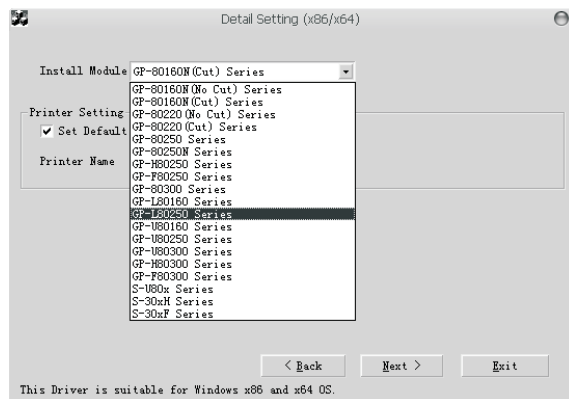 Detail Setting (x86/x64)
Install Module GP-80160N(Cut) Series
GP-80160N(No Cut) Series
GP-80160N(Cut) Series
GP-80220(No Cut) Series
GP-80220(Cut) Series
GP-80250 Series
GP-80250N Series
GP-H80250 Series
GP-F80250 Series
GP-80300 Series
GP-L80160 Series
GP-L80250 Series
GP-U80160 Series
GP-U80250 Series
GP-U80300 Series
GP-H80300 Series
GP-F80300 Series
S-U80x Series
S-30xH Series
S-30xF Series
Printer Setting
Set Default
Printer Name
< Back Next > Exit
This Driver is suitable for Windows x86 and x64 OS.